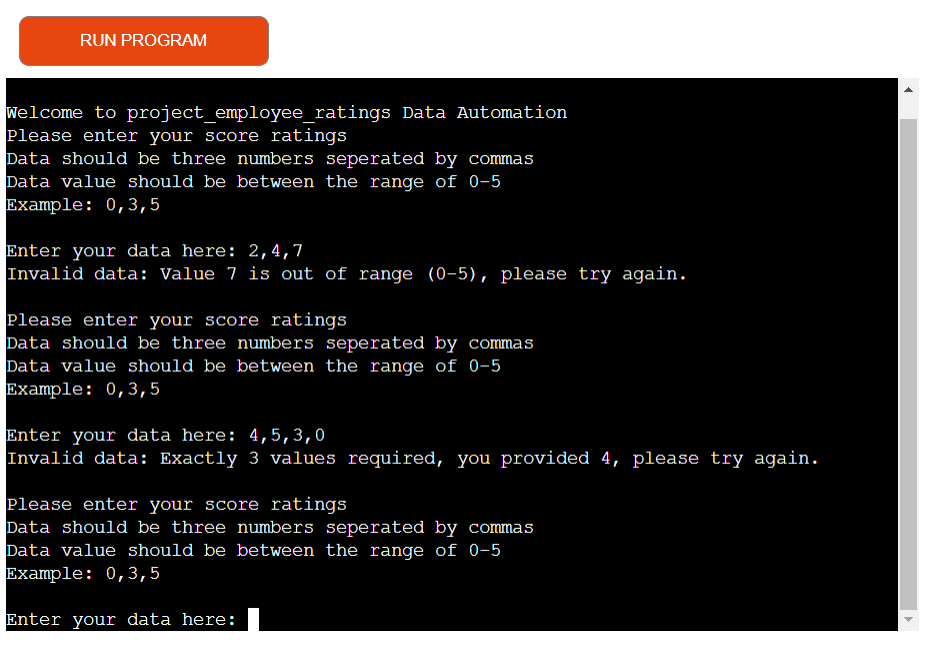 RUN PROGRAM
Welcome to project_employee_ratings Data Automation
Please enter your score ratings
Data should be three numbers seperated by commas
Data value should be between the range of 0-5
Example: 0,3,5
Enter your data here: 2,4,7
Invalid data: Value 7 is out of range (0-5), please try again.
Please enter your score ratings
Data should be three numbers seperated by commas
Data value should be between the range of 0-5
Example: 0,3,5
Enter your data here: 4,5,3,0
Invalid data: Exactly 3 values required, you provided 4, please try again.
Please enter your score ratings
Data should be three numbers seperated by commas
Data value should be between the range of 0-5
Example: 0,3,5
Enter your data here: